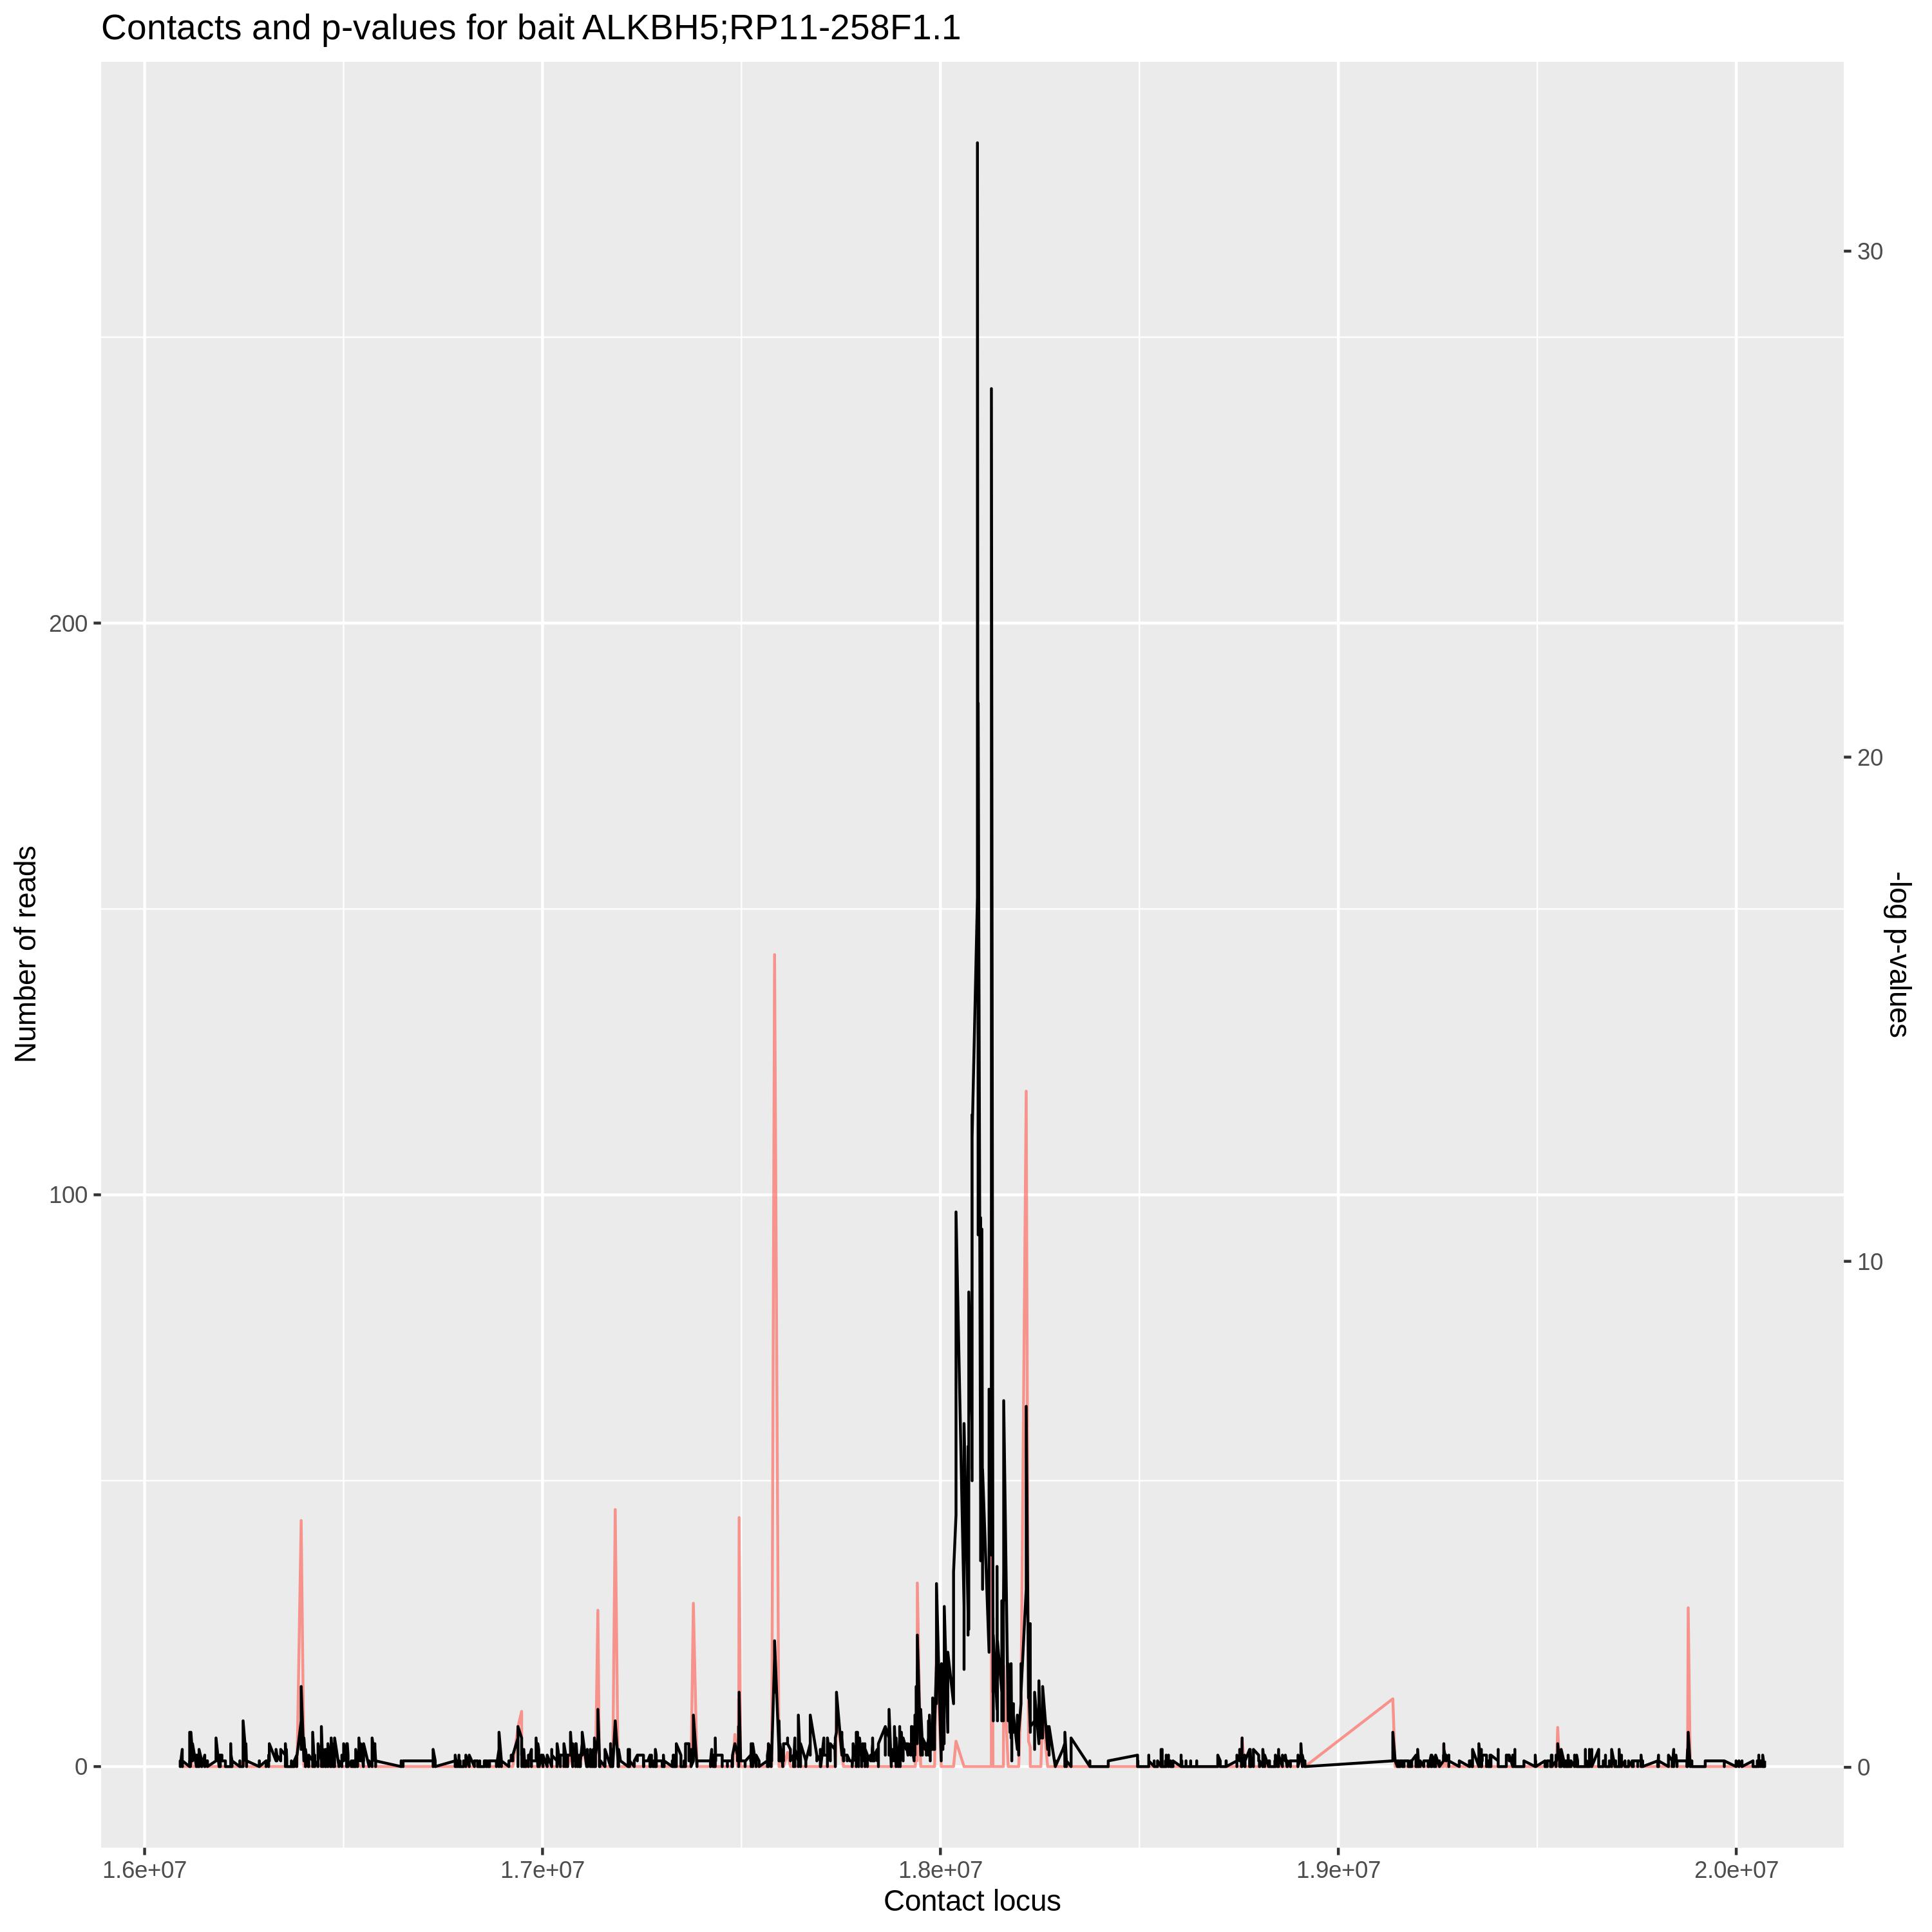 Contacts and p-values for bait ALKBH5;RP11-258F1.1
30
200
20
Number of reads
-log p-values
100
10
0
0
1.6e+07
1.7e+07
1.8e+07
1.9e+07
2.0e+07
Contact locus